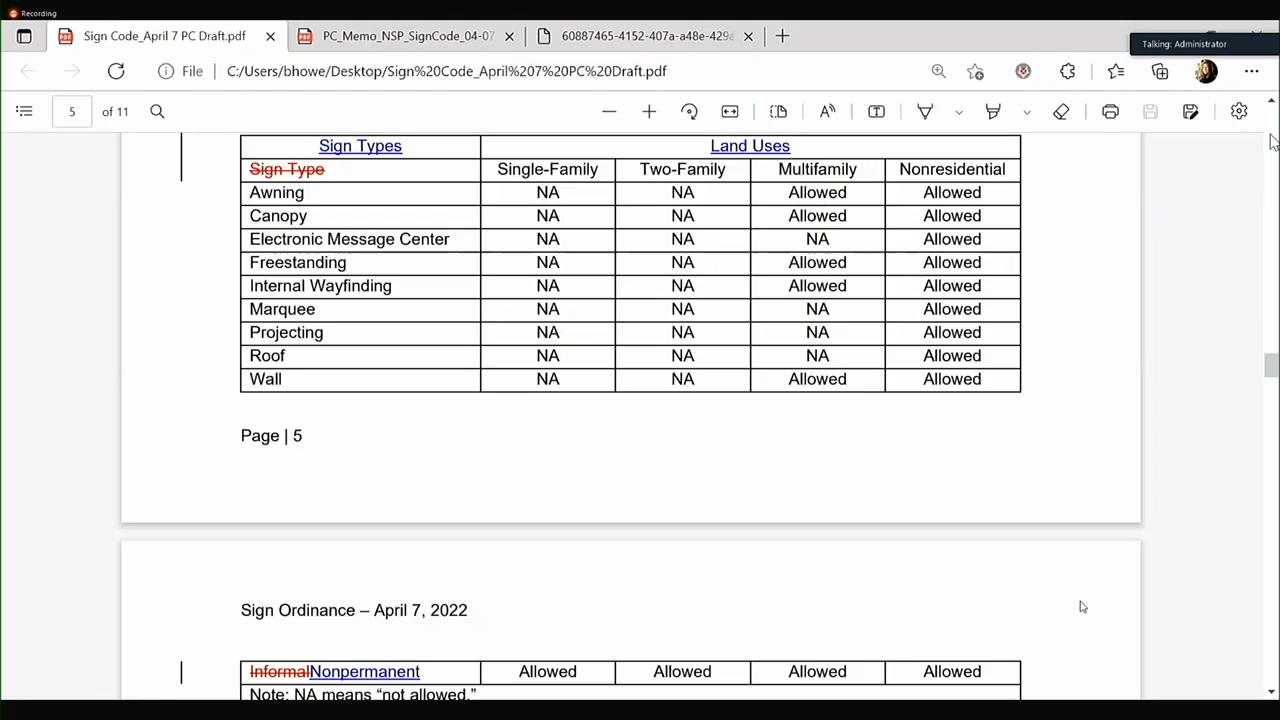 Recording
Sign Code_April 7 PC Draft.pdf
PC_Memo_NSP_SignCode_04-07
60887465-4152-407a-a48e-429
Talking: Administrator
File C:/Users/bhowe/Desktop/Sign%20Code_April%207%20PC%20Draft.pdf
5 of 11
Sign Types Land Uses
Sign Type Single-Family Two-Family Multifamily Nonresidential
Awning NA NA Allowed Allowed
Canopy NA NA Allowed Allowed
Electronic Message Center NA NA NA Allowed
Freestanding NA NA Allowed Allowed
Internal Wayfinding NA NA Allowed Allowed
Marquee NA NA NA Allowed
Projecting NA NA NA Allowed
Roof NA NA NA Allowed
Wall NA NA Allowed Allowed
Page | 5
Sign Ordinance – April 7, 2022
InformalNonpermanent Allowed Allowed Allowed Allowed
Note: NA means “not allowed.”